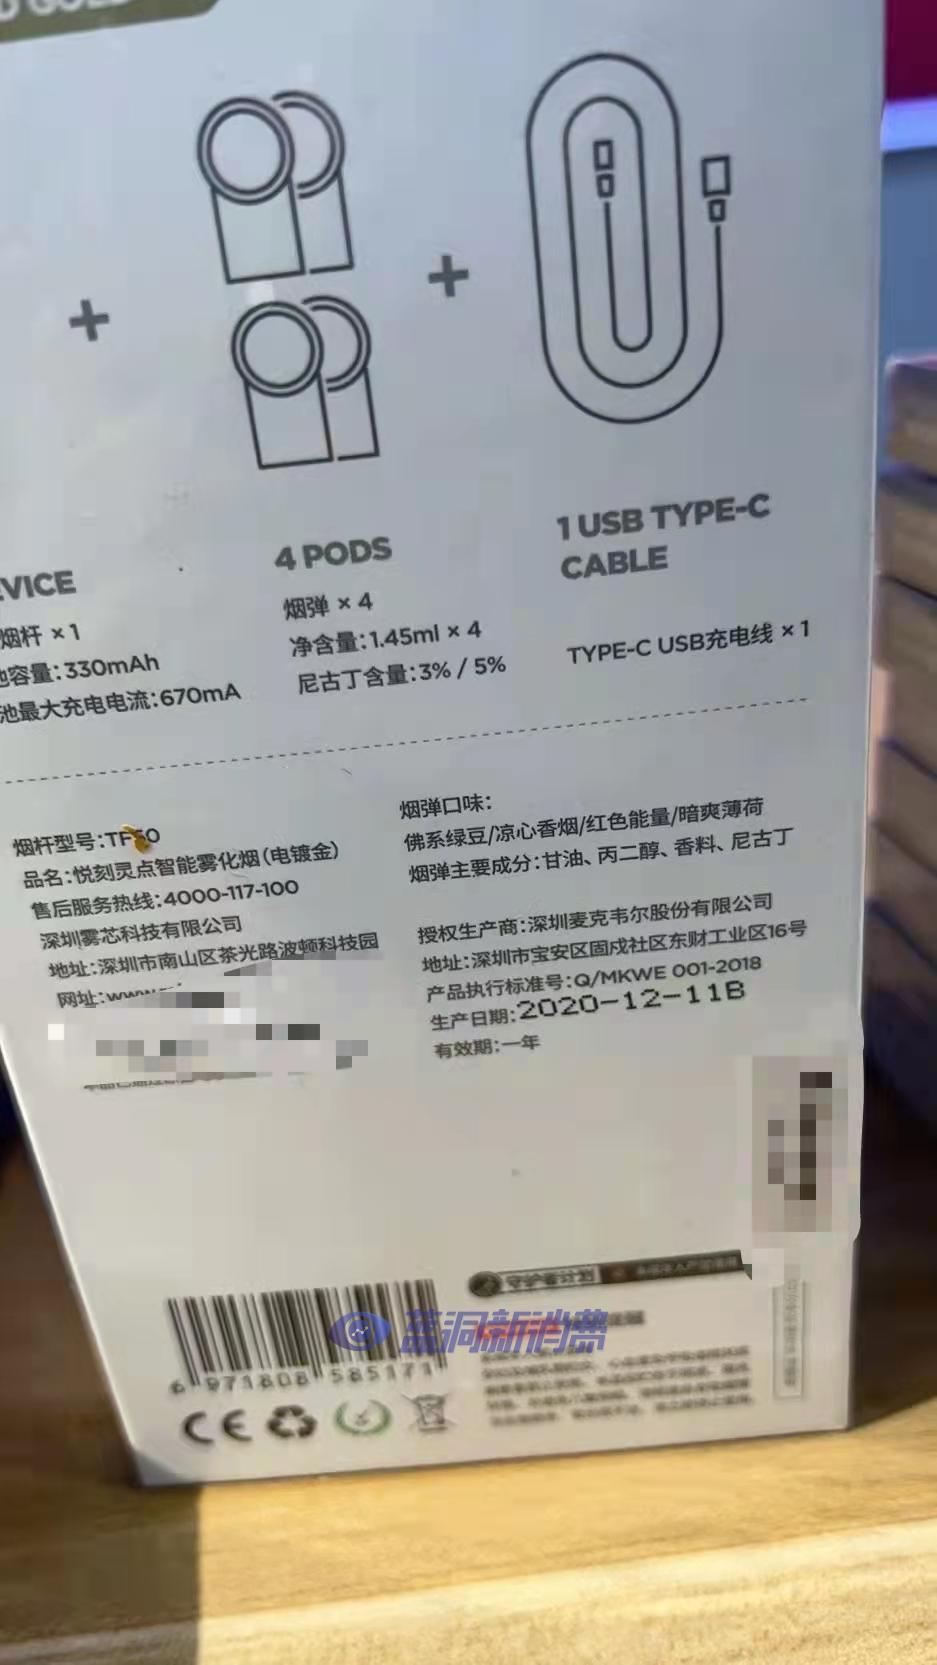 D GOLD
EVICE
烟杆 ×1
池容量:330mAh
池最大充电电流:670mA
4 PODS
烟弹 × 4
净含量:1.45ml × 4
尼古丁含量:3% / 5%
1 USB TYPE-C
CABLE
TYPE-C USB充电线 × 1
烟杆型号:TF50
品名:悦刻灵点智能雾化烟(电镀金)
售后服务热线:4000-117-100
深圳雾芯科技有限公司
地址:深圳市南山区茶光路波顿科技园
网址:www.
烟弹口味:
佛系绿豆/凉心香烟/红色能量/暗爽薄荷
烟弹主要成分:甘油、丙二醇、香料、尼古丁
授权生产商:深圳麦克韦尔股份有限公司
地址:深圳市宝安区固戍社区东财工业区16号
产品执行标准号:Q/MKWE 001-2018
生产日期:2020-12-11B
有效期:一年
守护者计划
蓝洞新消费
6 971808 585171
CE